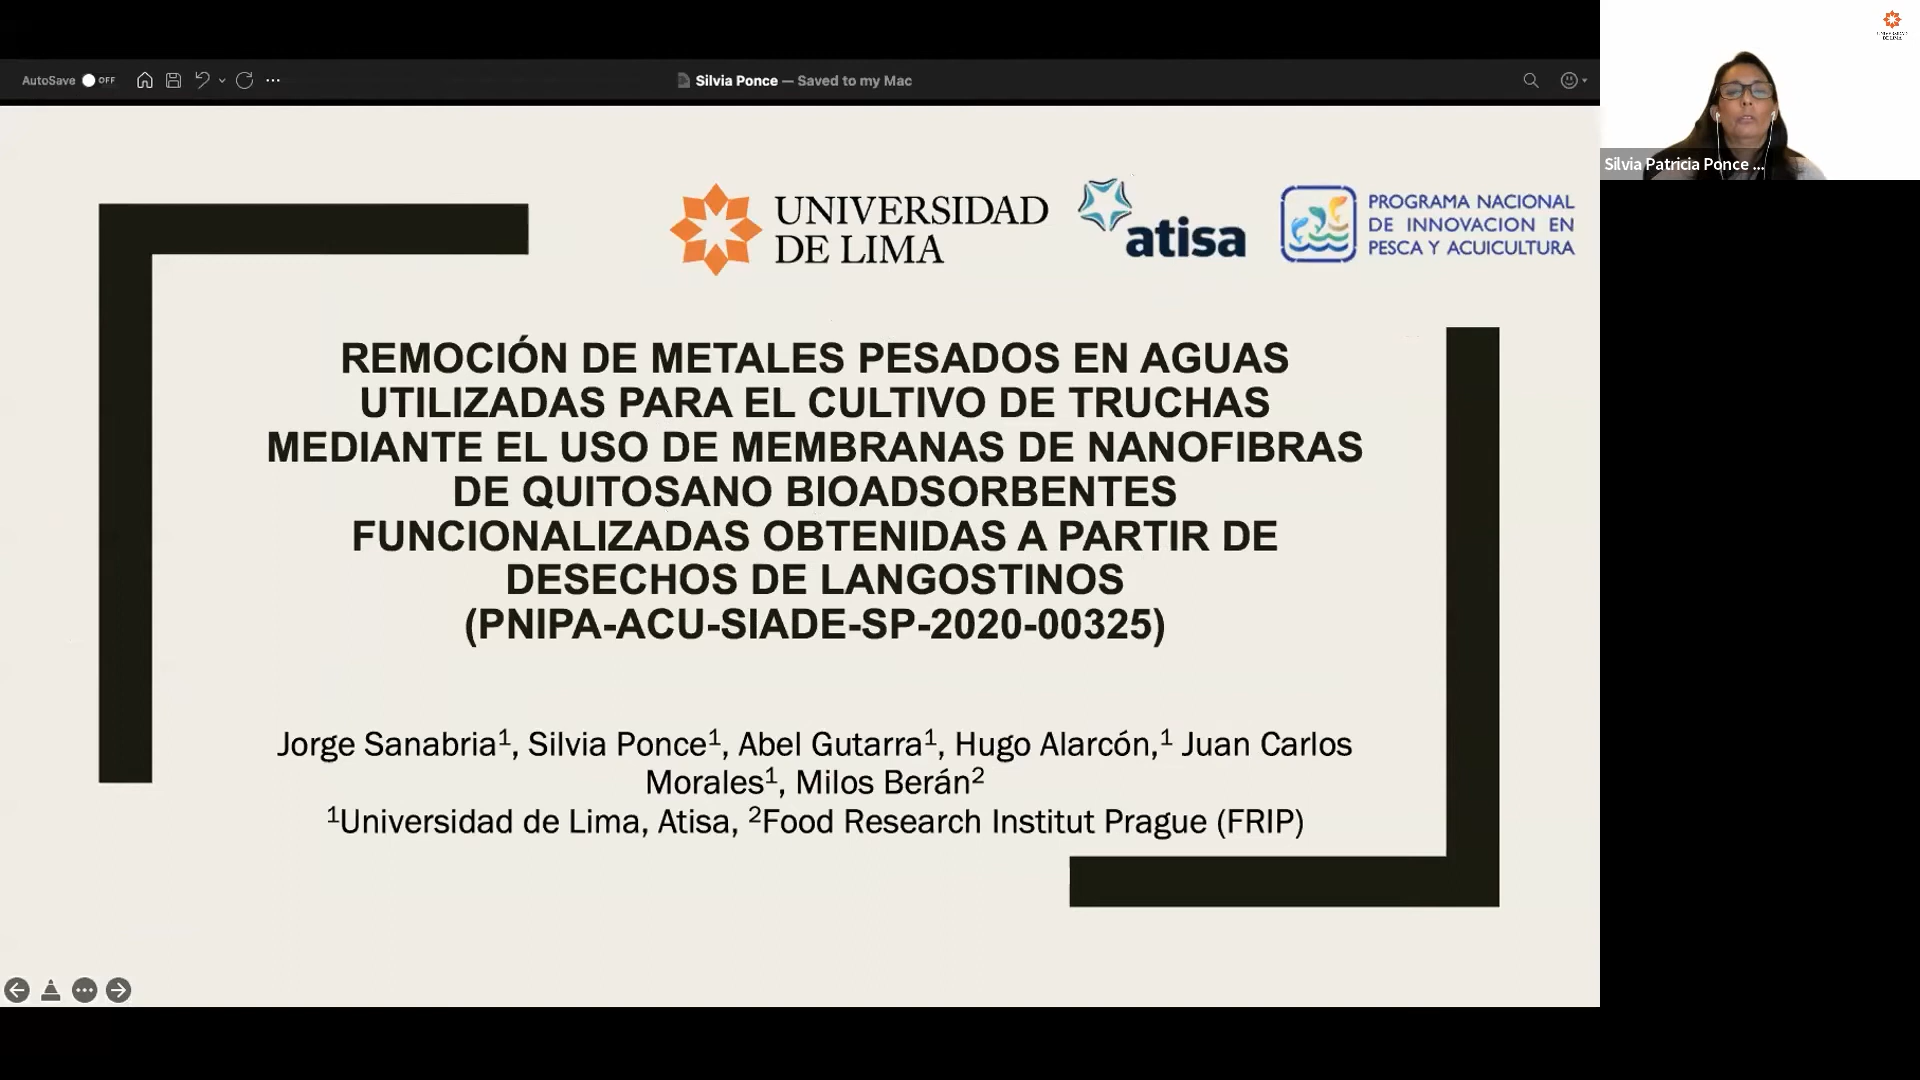 AutoSave OFF
Silvia Ponce — Saved to my Mac
UNIVERSIDAD
DE LIMA
Silvia Patricia Ponce ...
UNIVERSIDAD
DE LIMA
atisa
PROGRAMA NACIONAL
DE INNOVACION EN
PESCA Y ACUICULTURA
REMOCIÓN DE METALES PESADOS EN AGUAS
UTILIZADAS PARA EL CULTIVO DE TRUCHAS
MEDIANTE EL USO DE MEMBRANAS DE NANOFIBRAS
DE QUITOSANO BIOADSORBENTES
FUNCIONALIZADAS OBTENIDAS A PARTIR DE
DESECHOS DE LANGOSTINOS
(PNIPA-ACU-SIADE-SP-2020-00325)
Jorge Sanabria¹, Silvia Ponce¹, Abel Gutarra¹, Hugo Alarcón,¹ Juan Carlos
Morales¹, Milos Berán²
¹Universidad de Lima, Atisa, ²Food Research Institut Prague (FRIP)